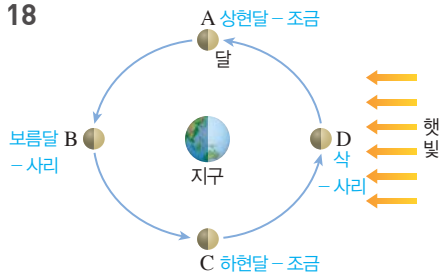 18
A 상현달 – 조금
달
보름달 B
– 사리
지구
D
삭
– 사리
햇
빛
C 하현달 – 조금